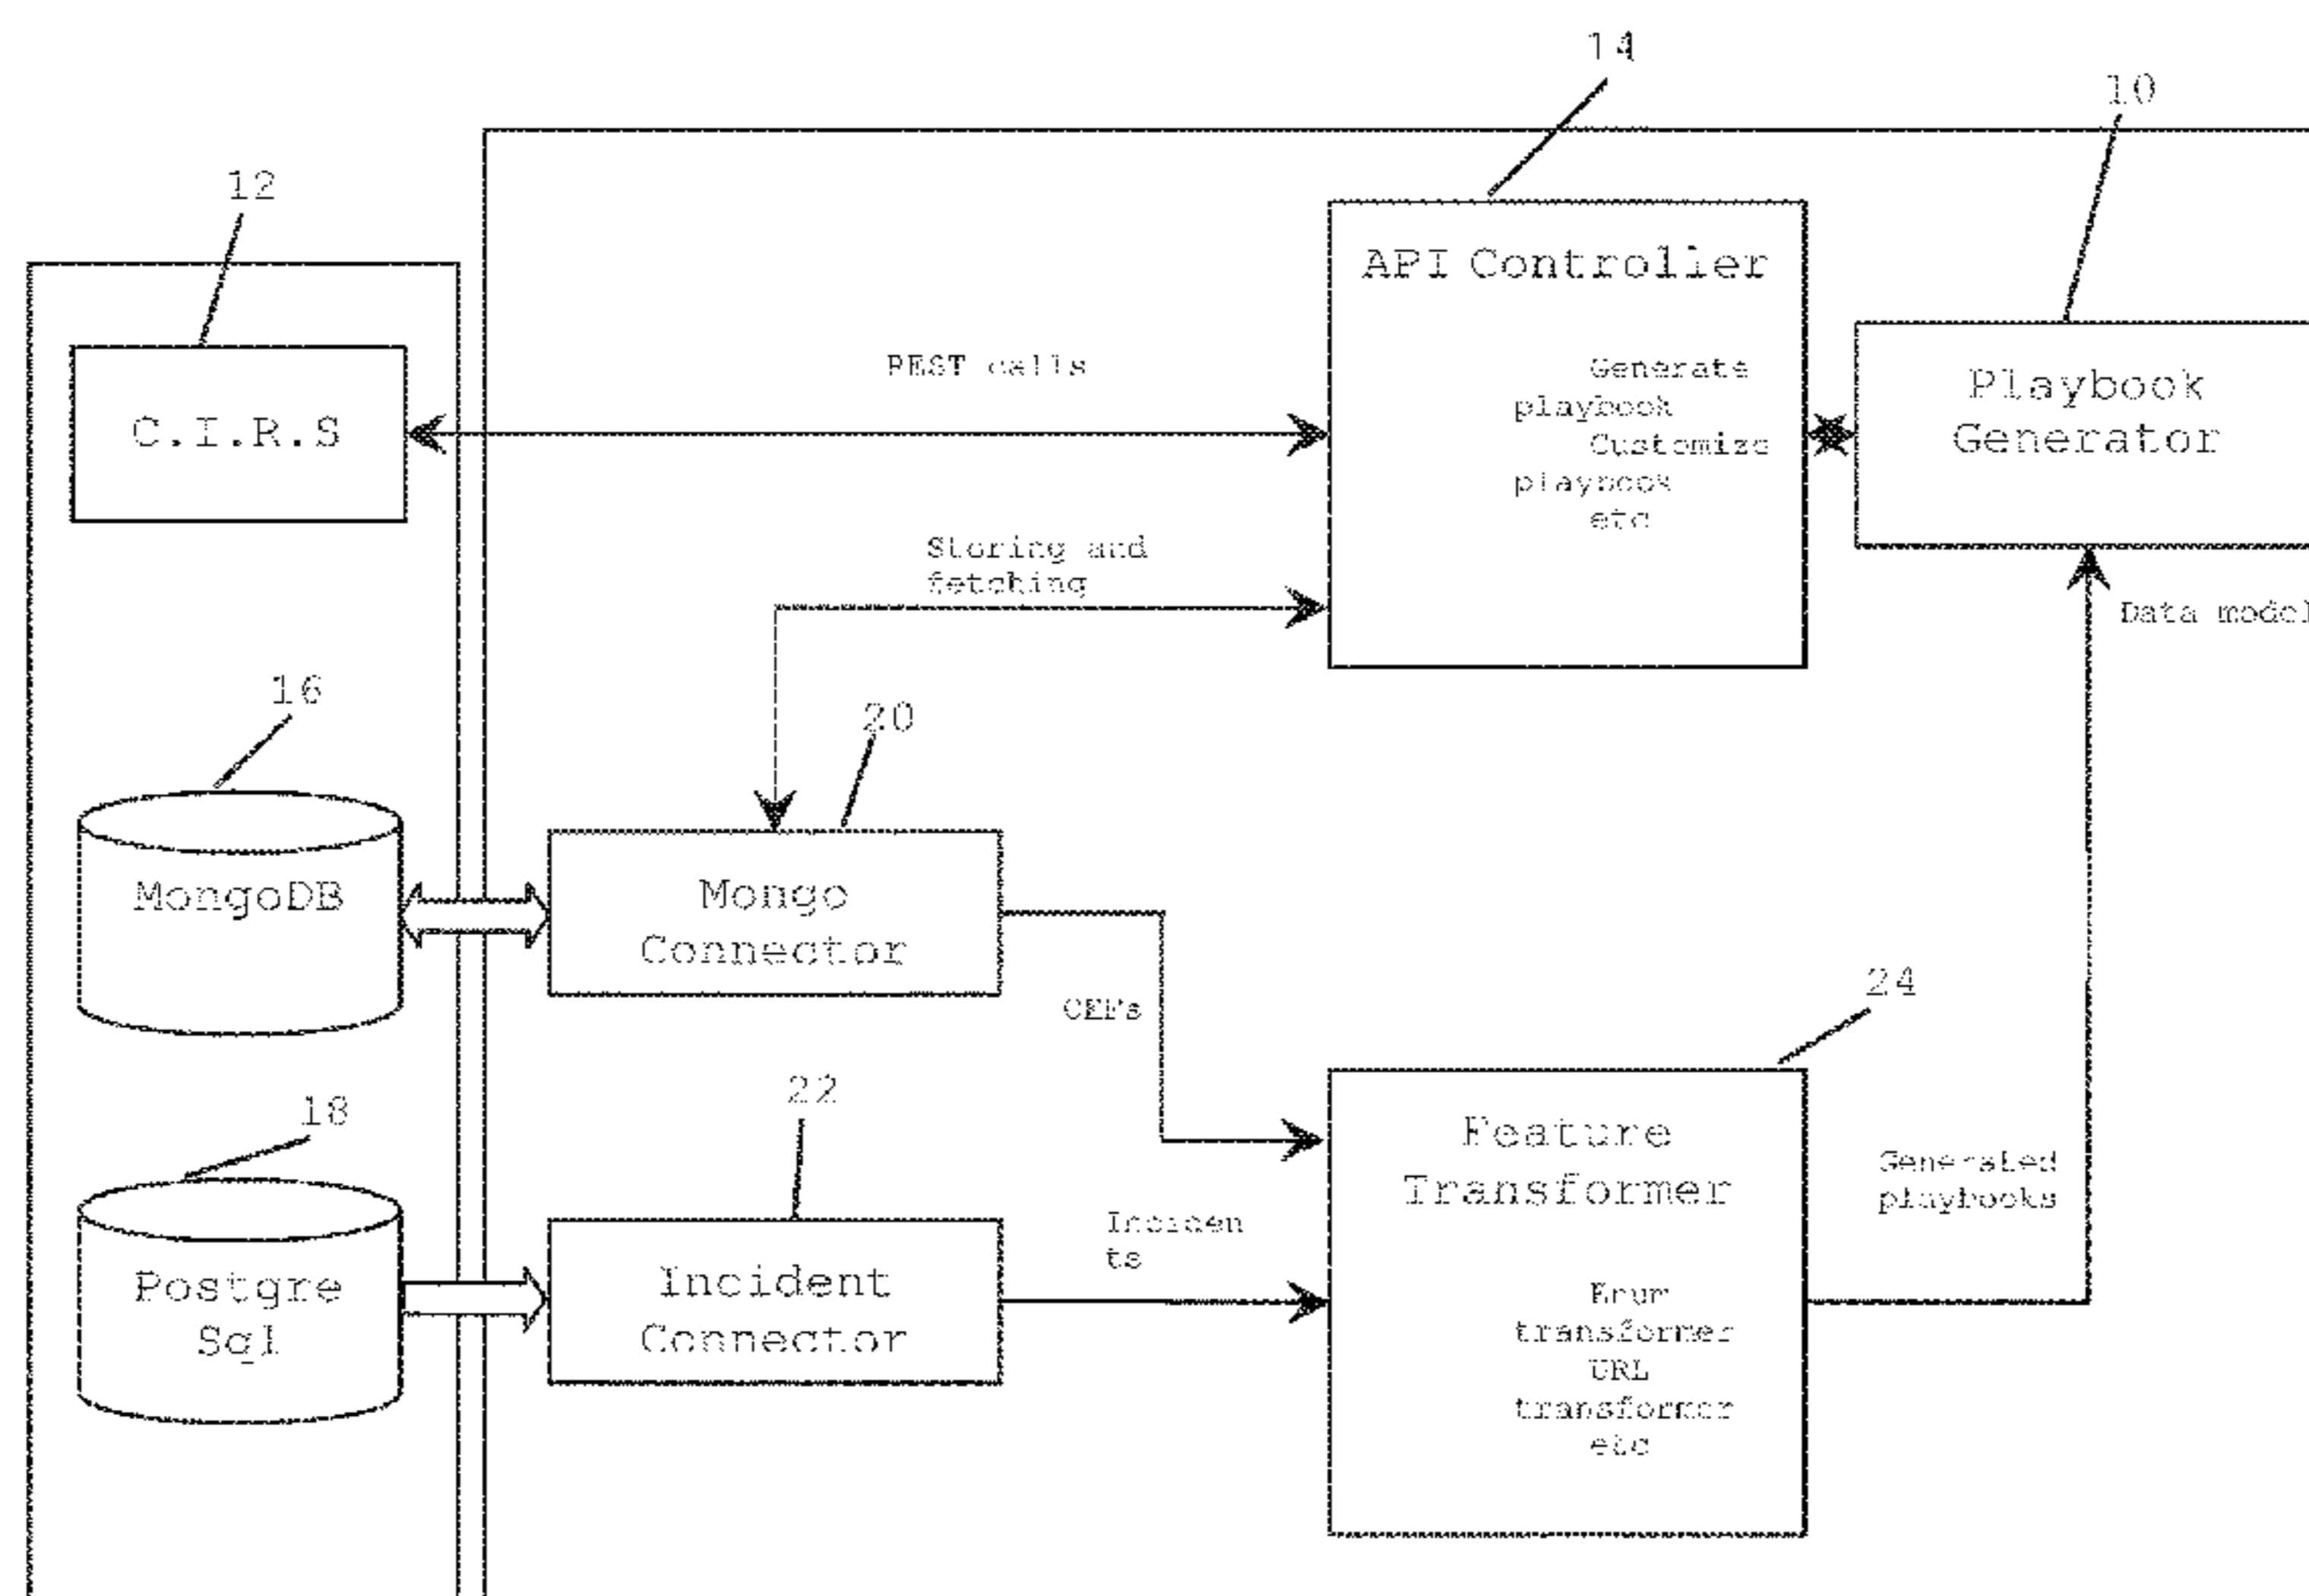 14
10
12
API Controller
REST calls
Generate
playbook
Customize
playbook
etc
Playbook
Generator
C.I.R.S
Storing and
fetching
Data model
16
20
MongoDB
Mongo
Connector
CEFs
24
18
22
Feature
Transformer
Generated
playbooks
Inciden
ts
Postgre
Sql
Incident
Connector
Enum
transformer
URL
transformer
etc